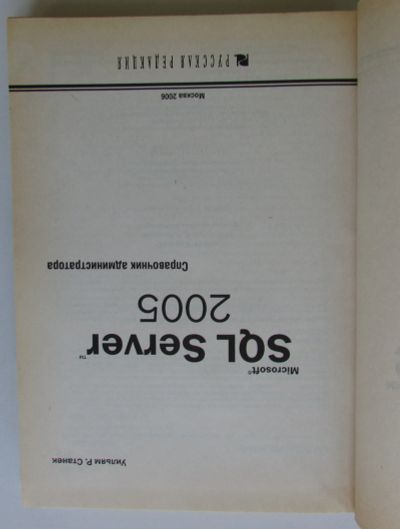 Уильям Р. Станек
Microsoft®
SQL Server™
2005
Справочник администратора
Москва 2006
РУССКАЯ РЕДАКЦИЯ